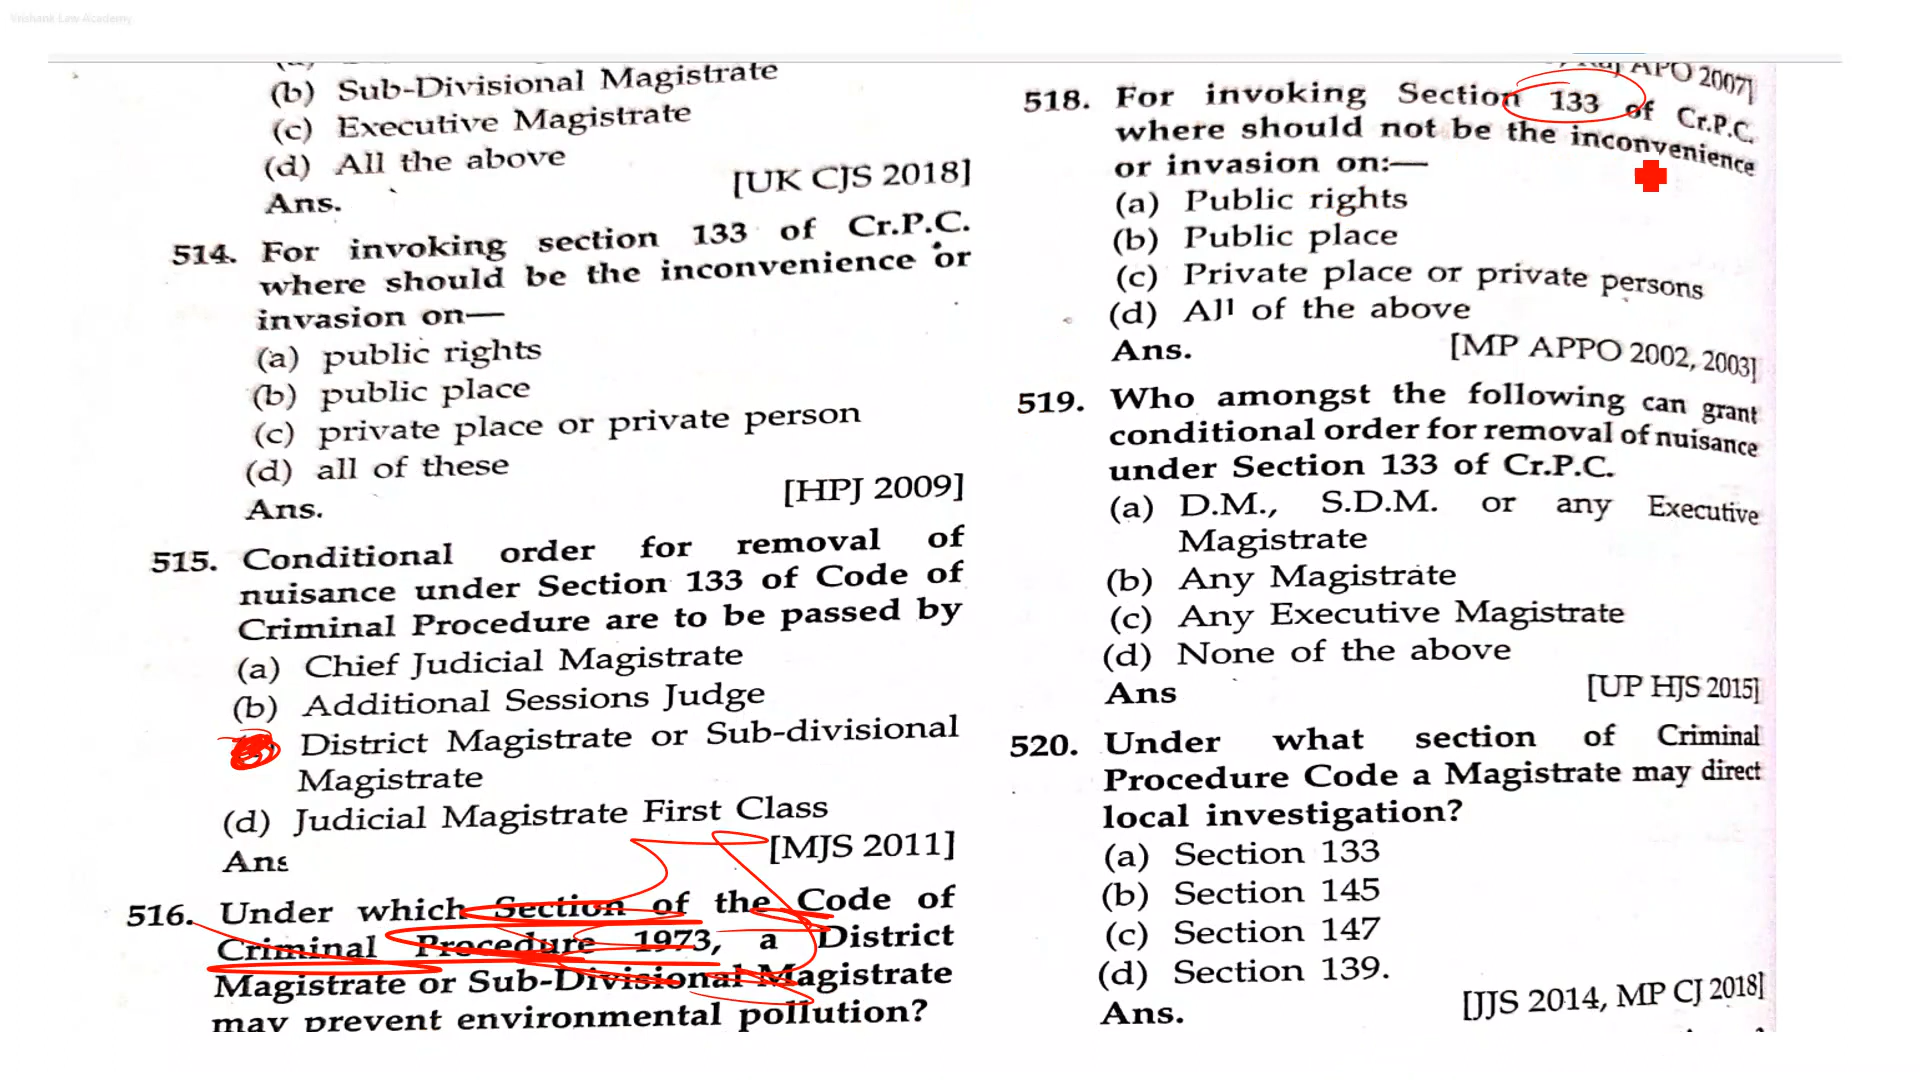 Vrishank Law Academy
(b) Sub-Divisional Magistrate
(c) Executive Magistrate
(d) All the above
[UK CJS 2018]
Ans.
514. For invoking section 133 of Cr.P.C.
where should be the inconvenience or
invasion on—
(a) public rights
(b) public place
(c) private place or private person
(d) all of these
[HPJ 2009]
Ans.
515. Conditional order for removal of
nuisance under Section 133 of Code of
Criminal Procedure are to be passed by
(a) Chief Judicial Magistrate
(b) Additional Sessions Judge
District Magistrate or Sub-divisional
Magistrate
(d) Judicial Magistrate First Class
[MJS 2011]
Ans
516. Under which Section of the Code of
Criminal Procedure 1973, a District
Magistrate or Sub-Divisional Magistrate
may prevent environmental pollution?
APO 2007]
518. For invoking Section 133 of Cr.P.C.
where should not be the inconvenience
or invasion on:—
(a) Public rights
(b) Public place
(c) Private place or private persons
(d) All of the above
Ans. [MP APPO 2002, 2003]
519. Who amongst the following can grant
conditional order for removal of nuisance
under Section 133 of Cr.P.C.
(a) D.M., S.D.M. or any Executive
Magistrate
(b) Any Magistrate
(c) Any Executive Magistrate
(d) None of the above
Ans [UP HJS 2015]
520. Under what section of Criminal
Procedure Code a Magistrate may direct
local investigation?
(a) Section 133
(b) Section 145
(c) Section 147
(d) Section 139.
Ans. [JJS 2014, MP CJ 2018]